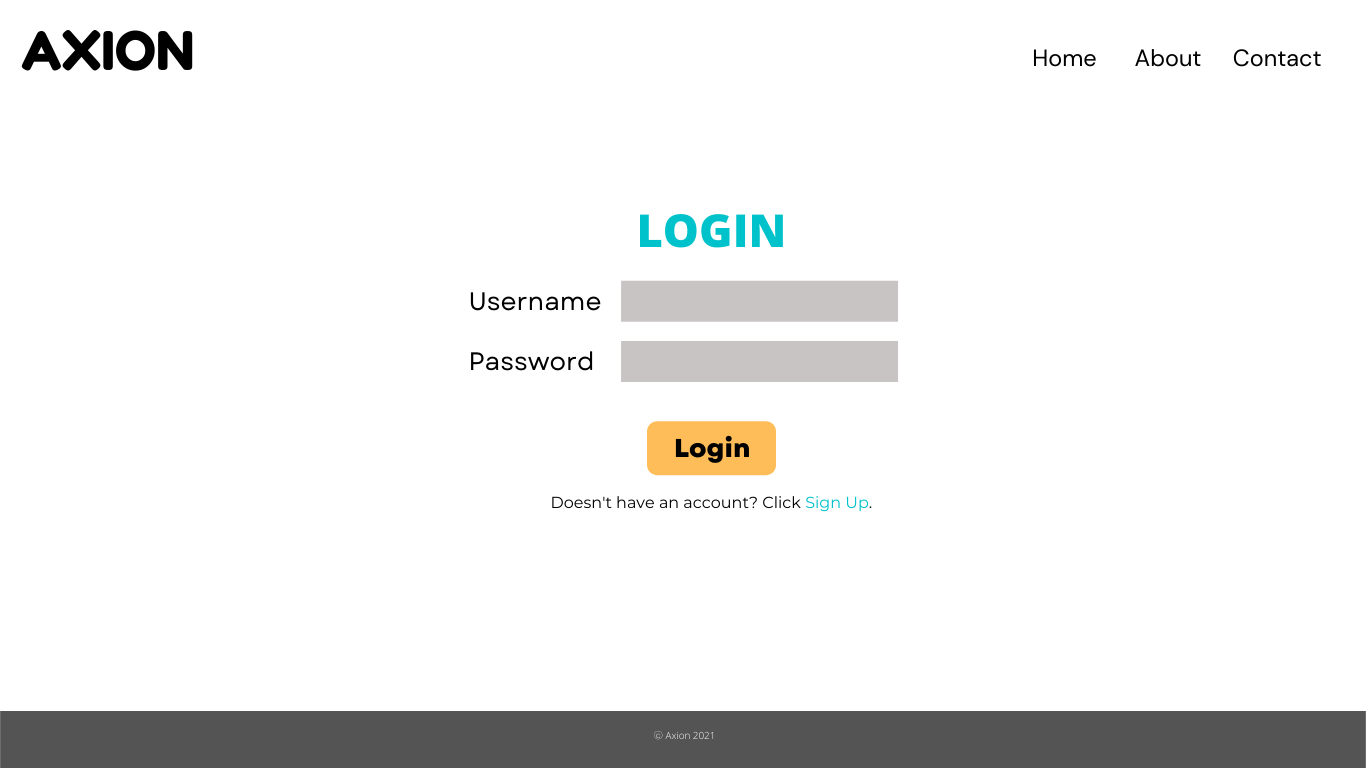 AXION
Home About Contact
LOGIN
Username
Password
Login
Doesn't have an account? Click Sign Up.
© Axion 2021